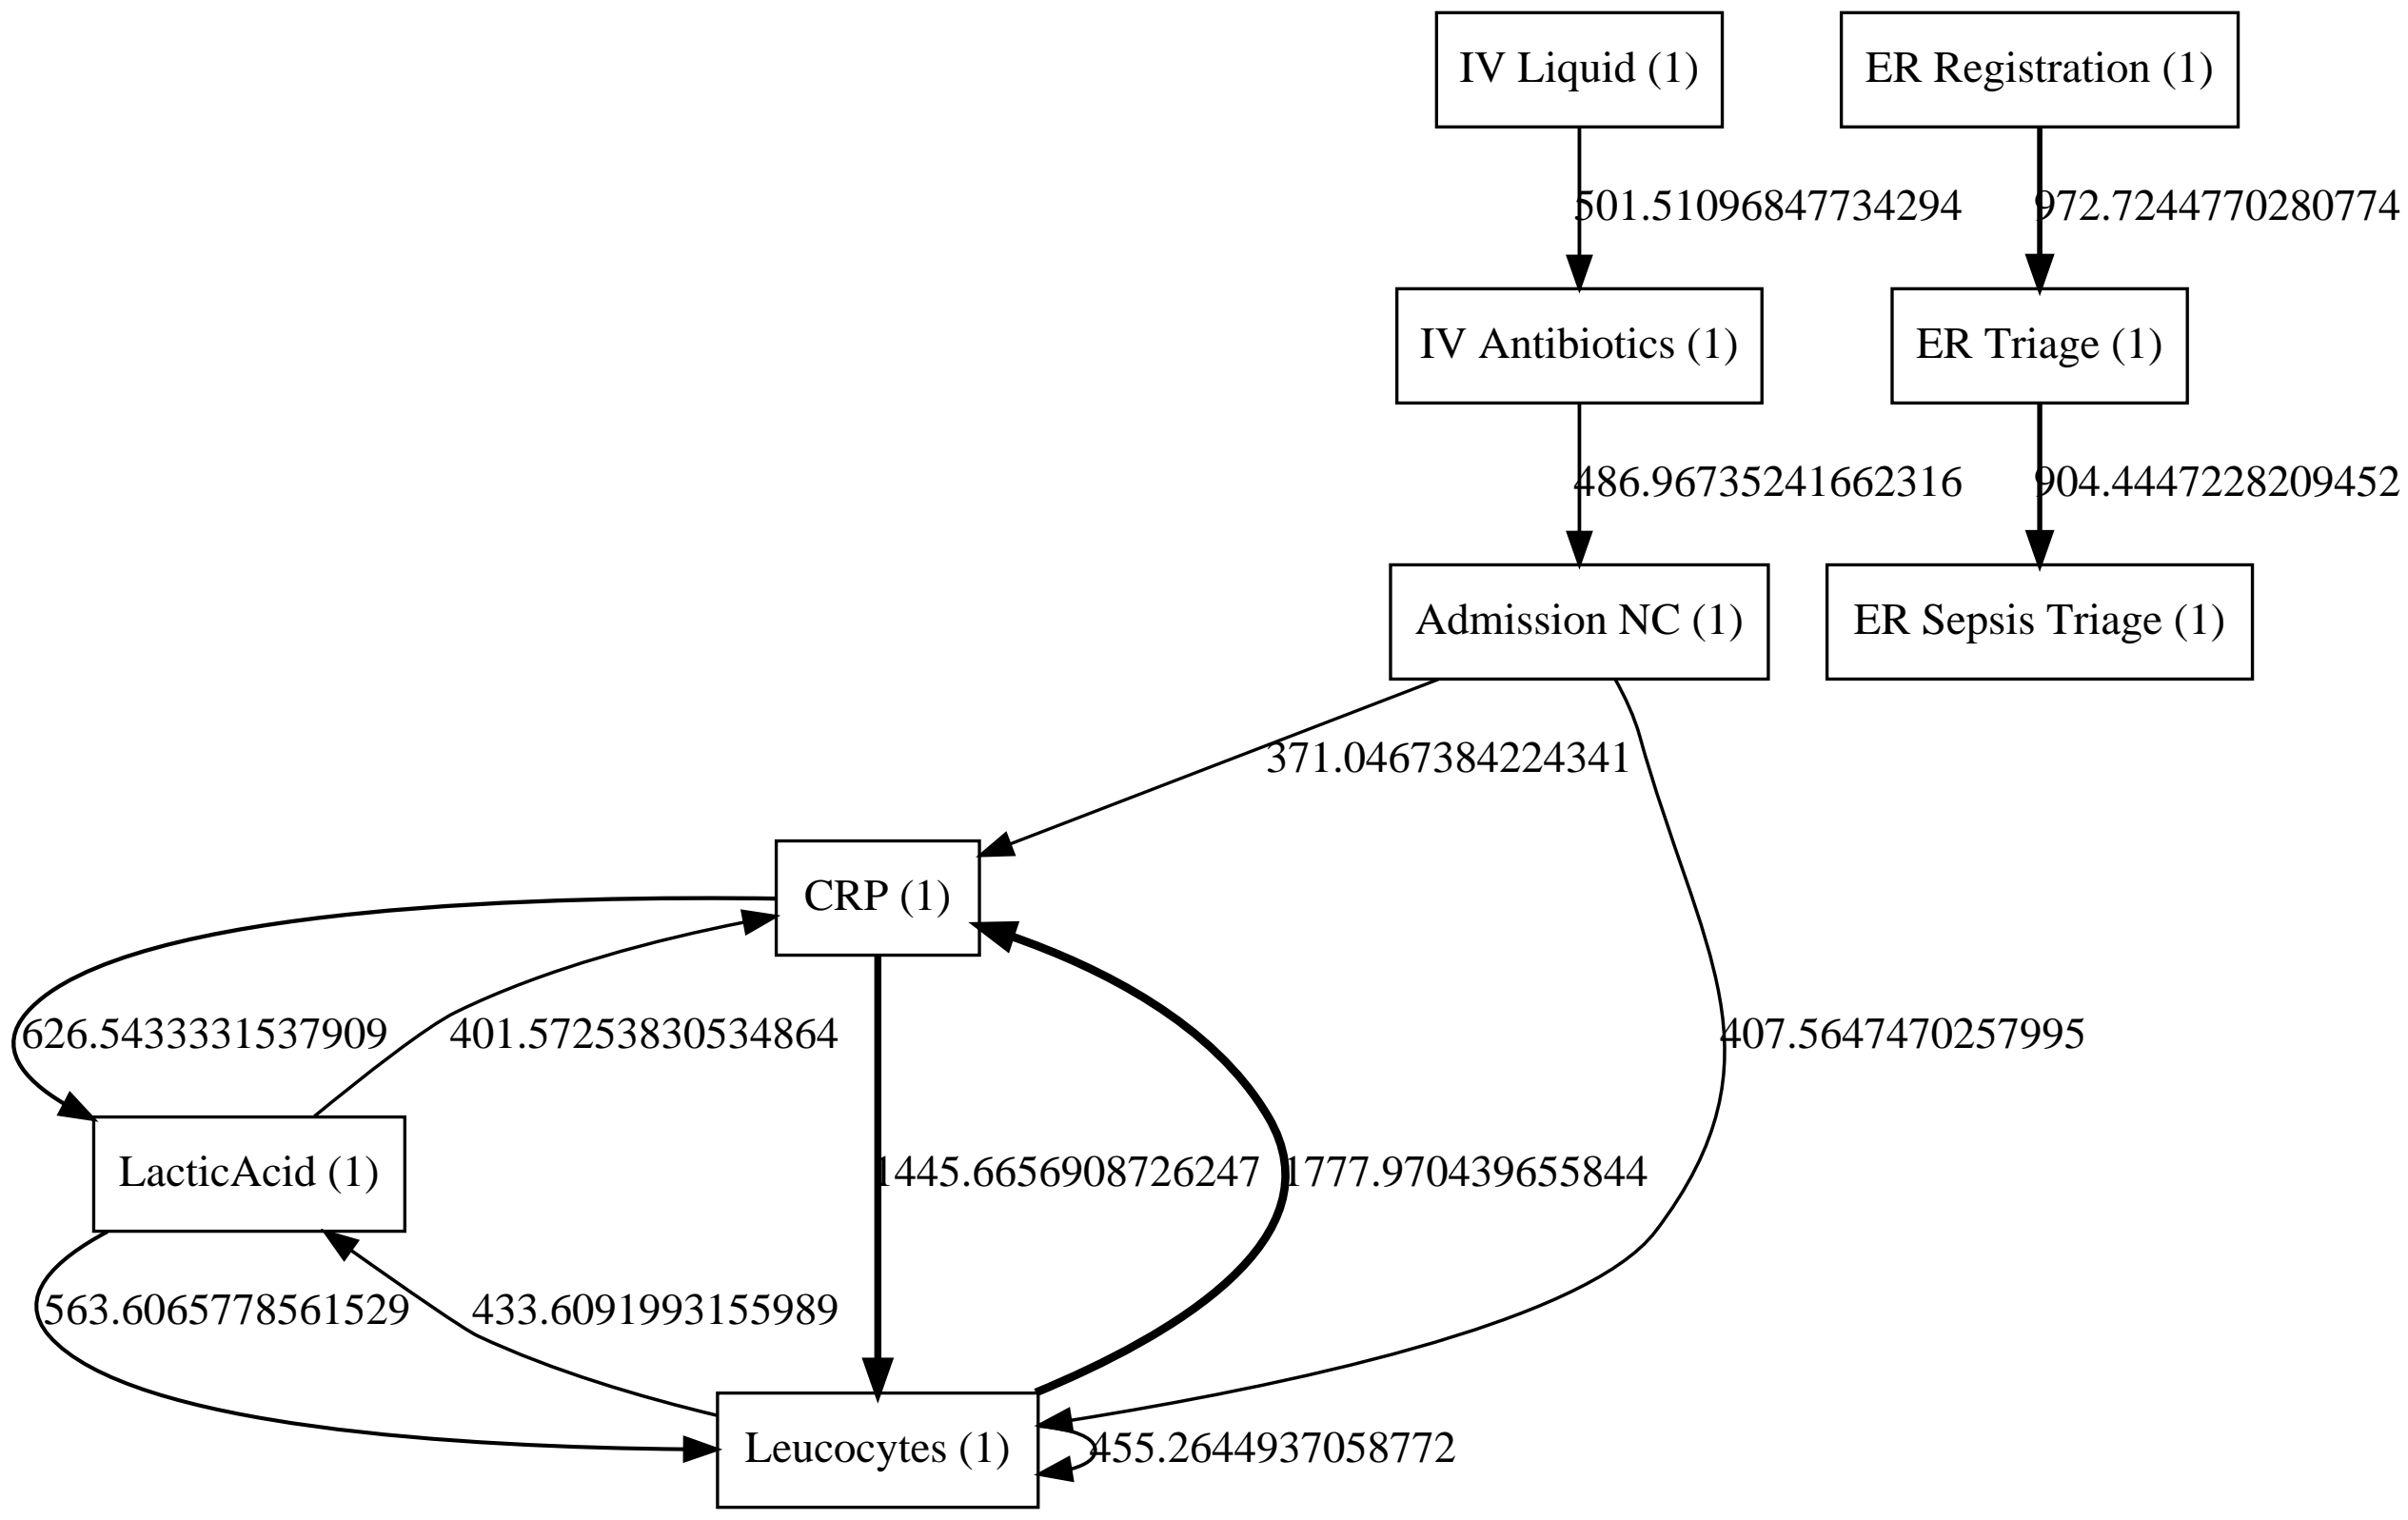 IV Liquid (1)
ER Registration (1)
501.51096847734294
972.7244770280774
IV Antibiotics (1)
ER Triage (1)
486.96735241662316
904.4447228209452
Admission NC (1)
ER Sepsis Triage (1)
371.0467384224341
CRP (1)
626.5433331537909
401.57253830534864
407.5647470257995
LacticAcid (1)
1445.6656908726247
1777.970439655844
563.6065778561529
433.6091993155989
Leucocytes (1)
455.2644937058772